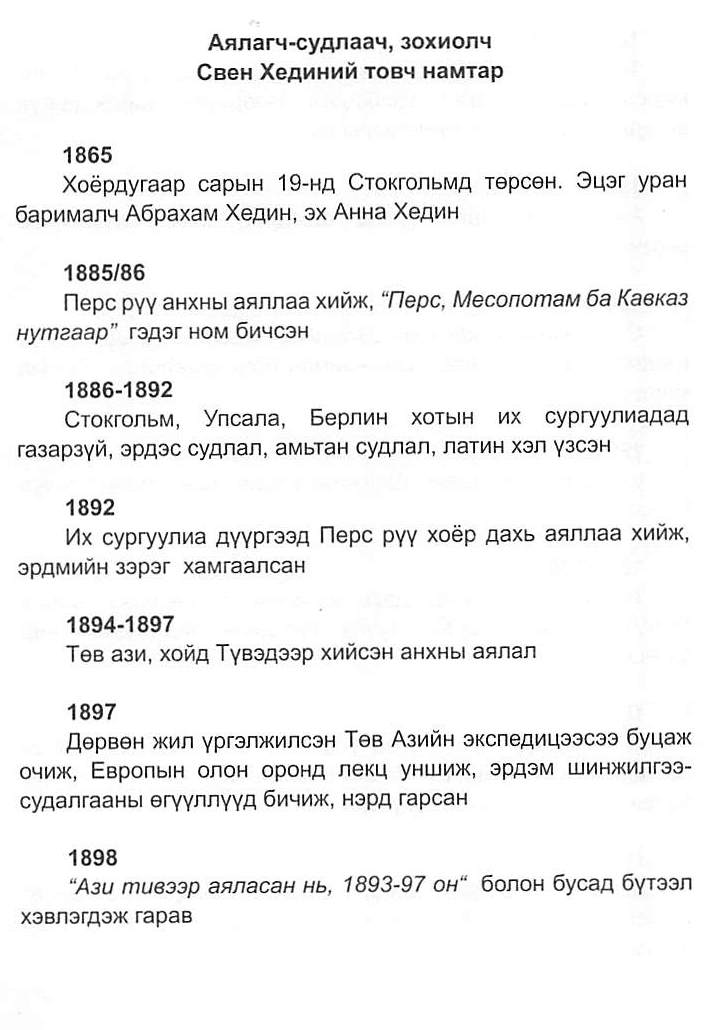 Аялагч-судлаач, зохиолч
Свен Хединий товч намтар
1865
Хоёрдугаар сарын 19-нд Стокгольмд төрсөн. Эцэг уран
барималч Абрахам Хедин, эх Анна Хедин
1885/86
Перс рүү анхны аяллаа хийж, “Перс, Месопотам ба Кавказ
нутгаар” гэдэг ном бичсэн
1886-1892
Стокгольм, Упсала, Берлин хотын их сургуулиадад
газарзүй, эрдэс судлал, амьтан судлал, латин хэл үзсэн
1892
Их сургуулиа дүүргээд Перс рүү хоёр дахь аяллаа хийж,
эрдмийн зэрэг хамгаалсан
1894-1897
Төв ази, хойд Түвэдээр хийсэн анхны аялал
1897
Дөрвөн жил үргэлжилсэн Төв Азийн экспедицээсээ буцаж
очиж, Европын олон оронд лекц уншиж, эрдэм шинжилгээ-
судалгааны өгүүллүүд бичиж, нэрд гарсан
1898
“Ази тивээр аяласан нь, 1893-97 он“ болон бусад бүтээл
хэвлэгдэж гарав